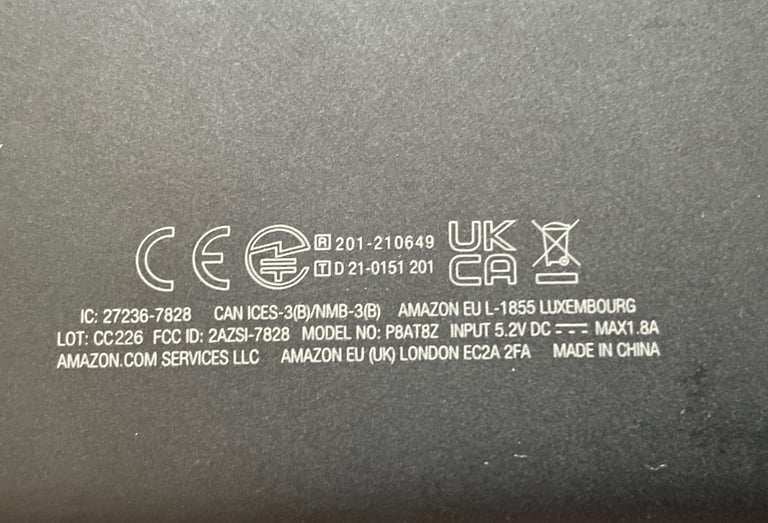 CE R 201-210649 UK
T D 21-0151 201 CA
IC: 27236-7828 CAN ICES-3(B)/NMB-3(B) AMAZON EU L-1855 LUXEMBOURG
LOT: CC226 FCC ID: 2AZSI-7828 MODEL NO: P8AT8Z INPUT 5.2V DC MAX1.8A
AMAZON.COM SERVICES LLC AMAZON EU (UK) LONDON EC2A 2FA MADE IN CHINA